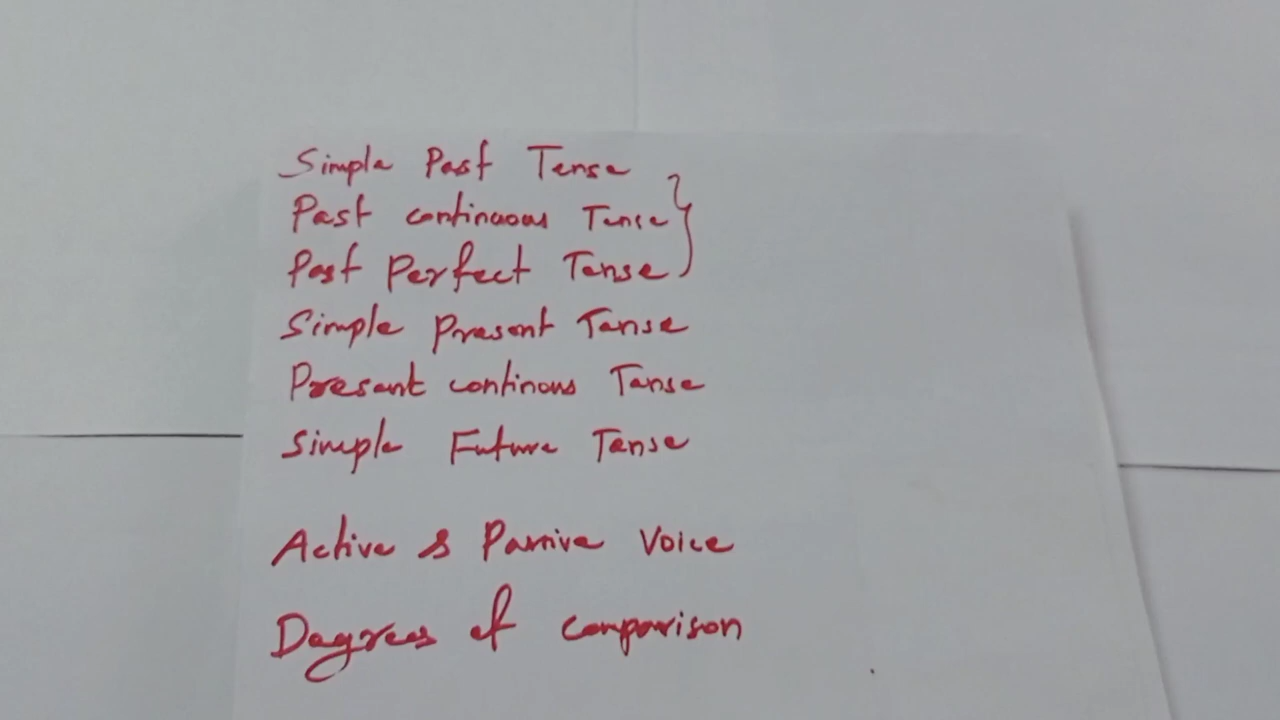 Simple Past Tense
Past continuous Tense
Past Perfect Tense
Simple Present Tense
Present continous Tense
Simple Future Tense
Active & Passive Voice
Degrees of comparison